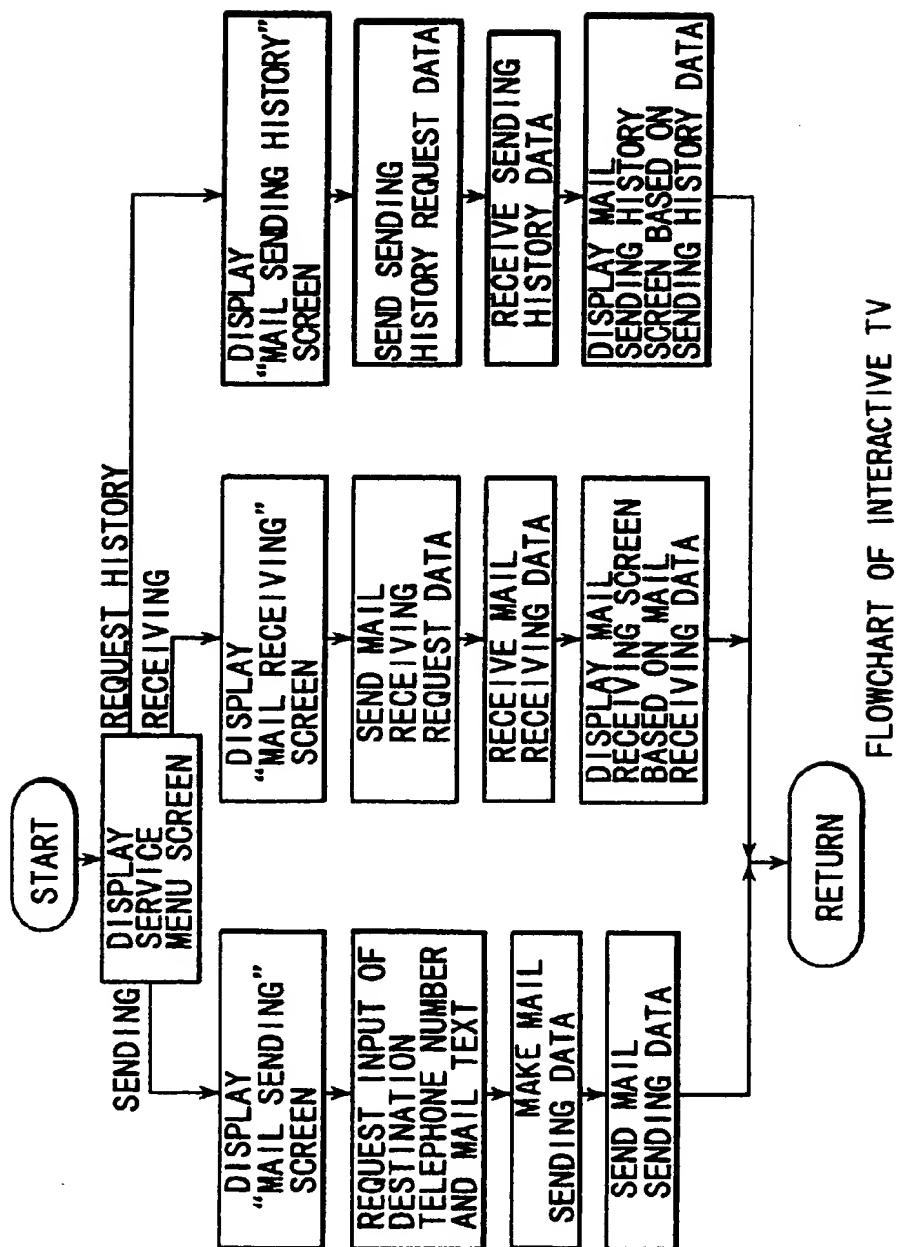 START
DISPLAY
SERVICE
MENU SCREEN
SENDING
RECEIVING
REQUEST HISTORY
DISPLAY
“MAIL SENDING”
SCREEN
REQUEST INPUT OF
DESTINATION
TELEPHONE NUMBER
AND MAIL TEXT
MAKE MAIL
SENDING DATA
SEND MAIL
SENDING DATA
DISPLAY
“MAIL RECEIVING”
SCREEN
SEND MAIL
RECEIVING
REQUEST DATA
RECEIVE MAIL
RECEIVING DATA
DISPLAY MAIL
RECEIVING SCREEN
BASED ON MAIL
RECEIVING DATA
DISPLAY
“MAIL SENDING HISTORY”
SCREEN
SEND SENDING
HISTORY REQUEST DATA
RECEIVE SENDING
HISTORY DATA
DISPLAY MAIL
SENDING HISTORY
SCREEN BASED ON
SENDING HISTORY DATA
RETURN
FLOWCHART OF INTERACTIVE TV